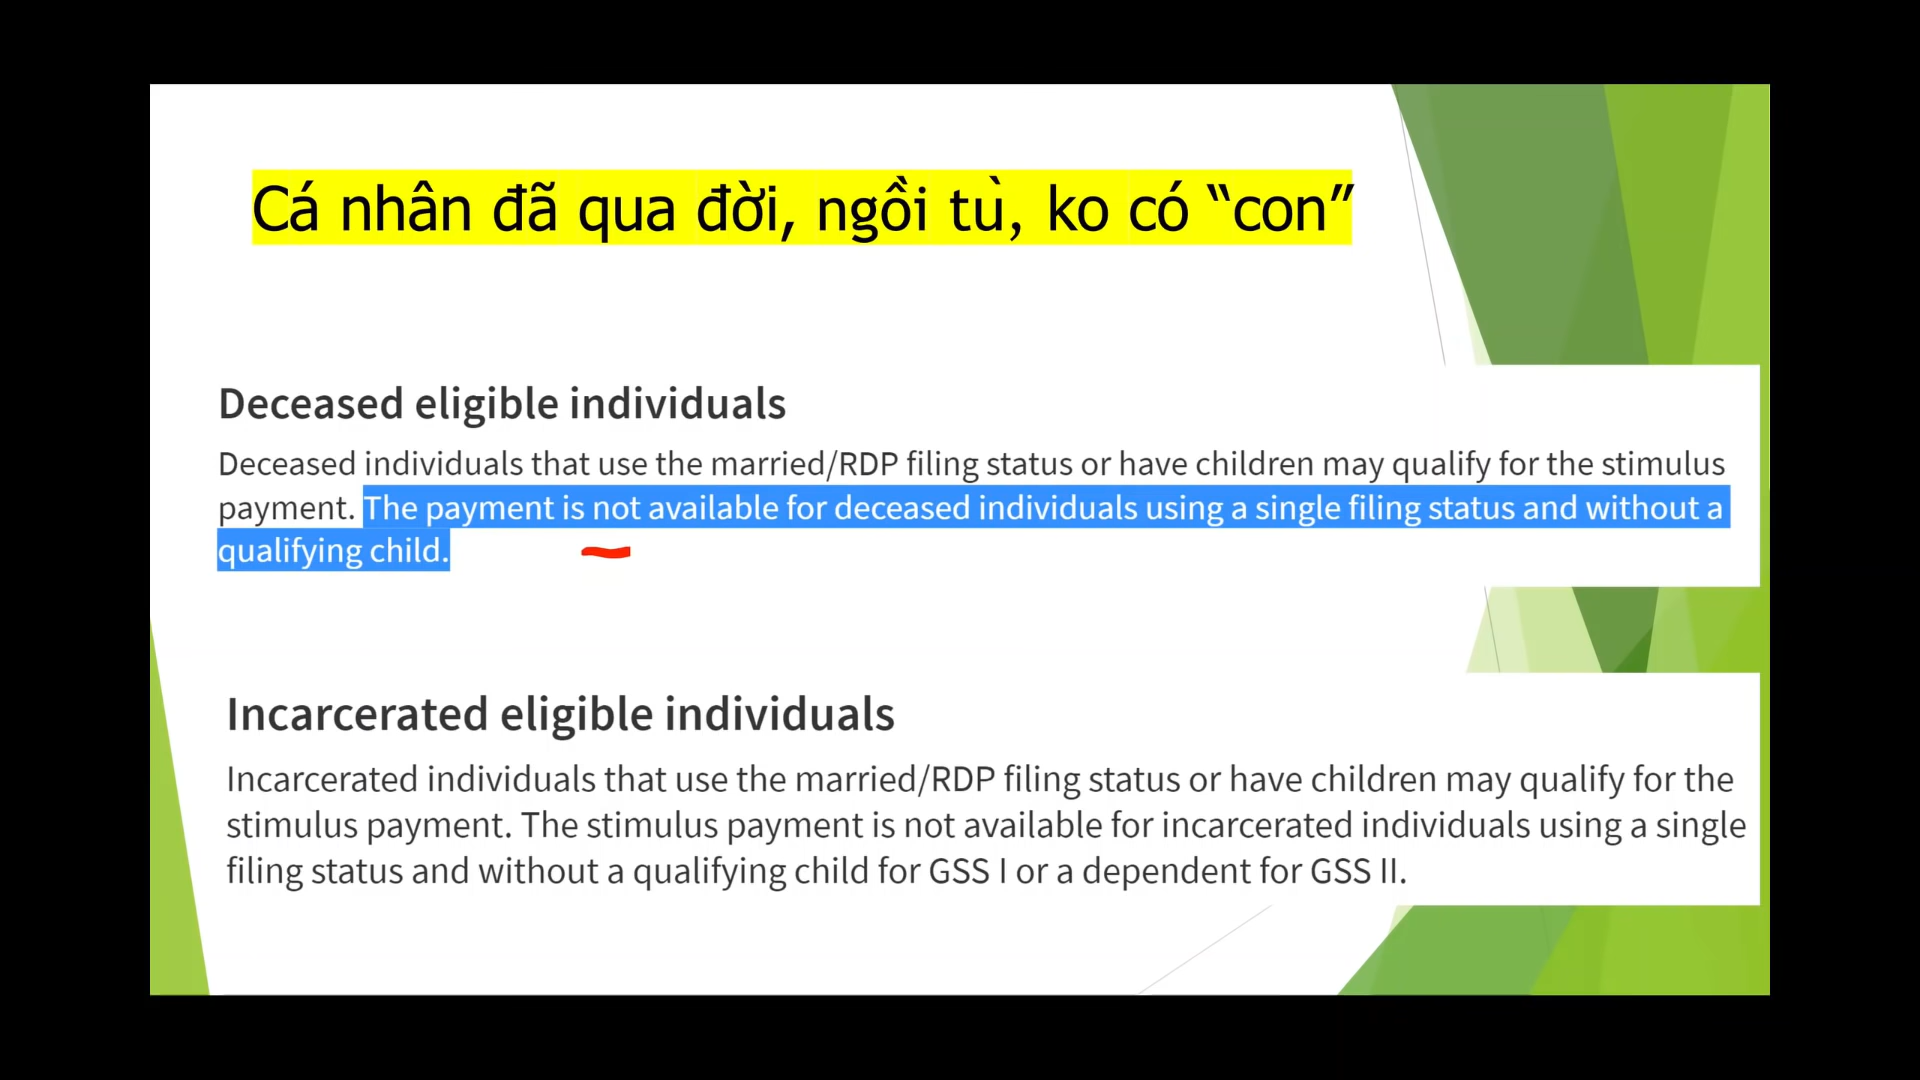 Cá nhân đã qua đời, ngồi tù, ko có “con”
Deceased eligible individuals
Deceased individuals that use the married/RDP filing status or have children may qualify for the stimulus
payment. The payment is not available for deceased individuals using a single filing status and without a
qualifying child.
Incarcerated eligible individuals
Incarcerated individuals that use the married/RDP filing status or have children may qualify for the
stimulus payment. The stimulus payment is not available for incarcerated individuals using a single
filing status and without a qualifying child for GSS I or a dependent for GSS II.